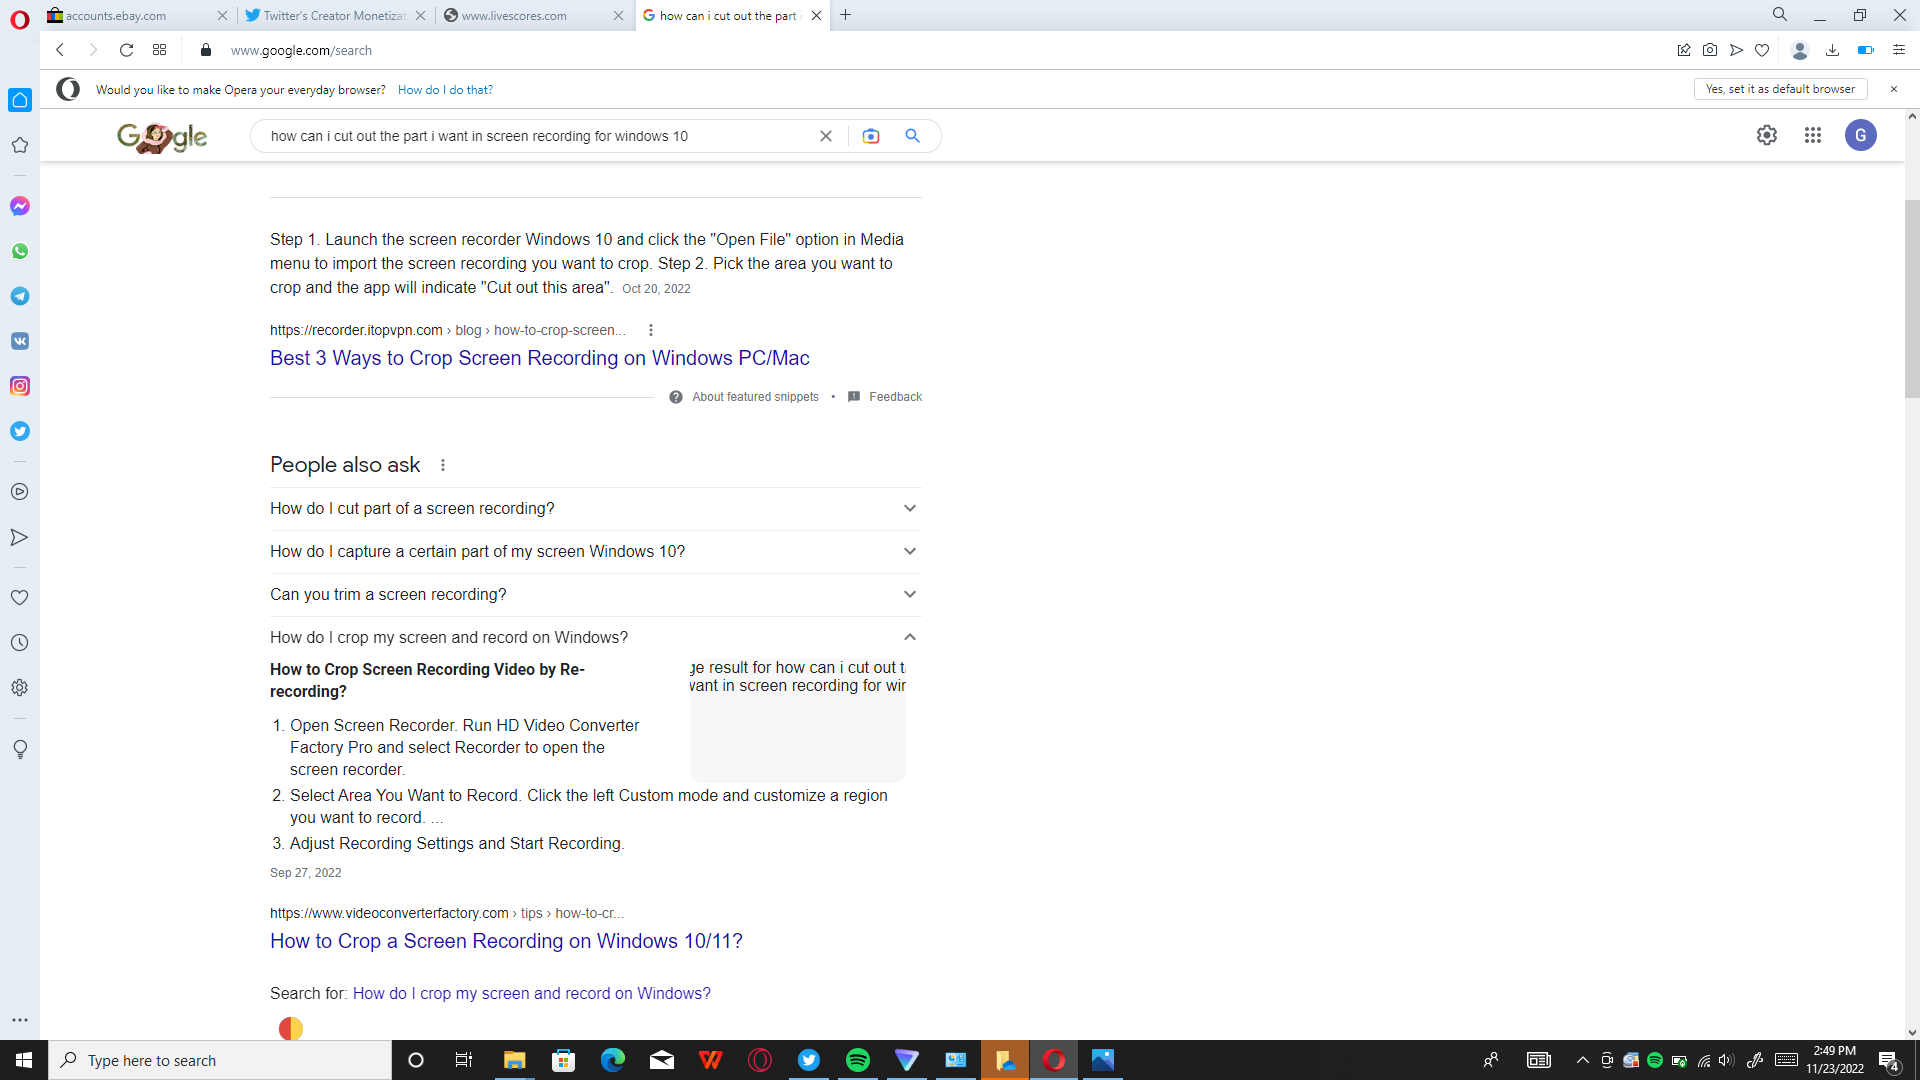 accounts.ebay.com
Twitter's Creator Monetizat
www.livescores.com
how can i cut out the part i
www.google.com/search
Would you like to make Opera your everyday browser? How do I do that?
Yes, set it as default browser
Google
how can i cut out the part i want in screen recording for windows 10
G
Step 1. Launch the screen recorder Windows 10 and click the "Open File" option in Media
menu to import the screen recording you want to crop. Step 2. Pick the area you want to
crop and the app will indicate "Cut out this area". Oct 20, 2022
https://recorder.itopvpn.com › blog › how-to-crop-screen...
Best 3 Ways to Crop Screen Recording on Windows PC/Mac
About featured snippets • Feedback
People also ask
How do I cut part of a screen recording?
How do I capture a certain part of my screen Windows 10?
Can you trim a screen recording?
How do I crop my screen and record on Windows?
How to Crop Screen Recording Video by Re-
recording?
ge result for how can i cut out t
want in screen recording for wir
1. Open Screen Recorder. Run HD Video Converter
Factory Pro and select Recorder to open the
screen recorder.
2. Select Area You Want to Record. Click the left Custom mode and customize a region
you want to record. ...
3. Adjust Recording Settings and Start Recording.
Sep 27, 2022
https://www.videoconverterfactory.com › tips › how-to-cr...
How to Crop a Screen Recording on Windows 10/11?
Search for: How do I crop my screen and record on Windows?
Type here to search
2:49 PM
11/23/2022
4